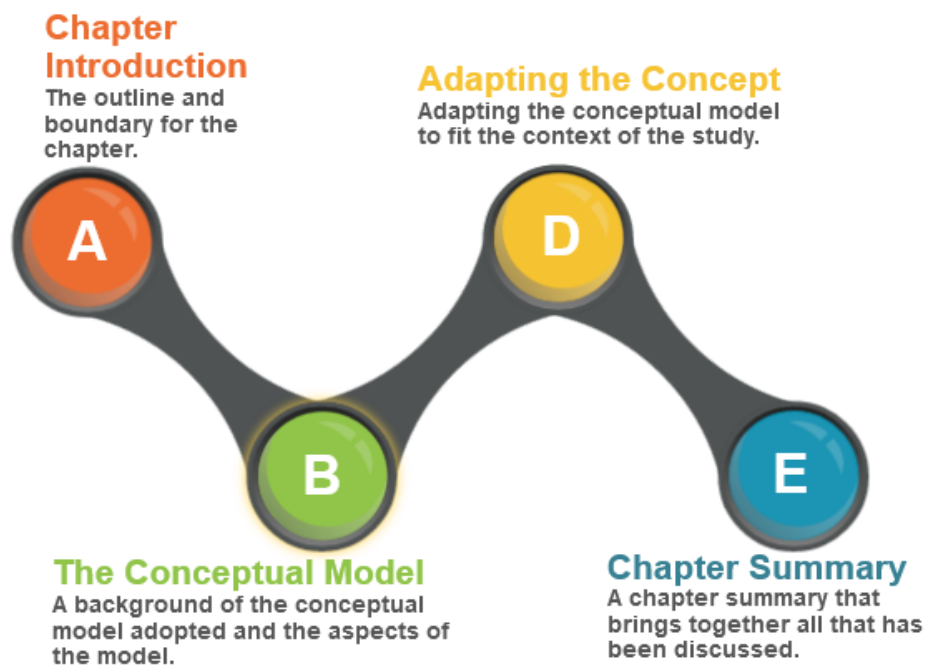 Chapter
Introduction
The outline and
boundary for the
chapter.
A
B
The Conceptual Model
A background of the conceptual
model adopted and the aspects of
the model.
Adapting the Concept
Adapting the conceptual model
to fit the context of the study.
D
E
Chapter Summary
A chapter summary that
brings together all that has
been discussed.